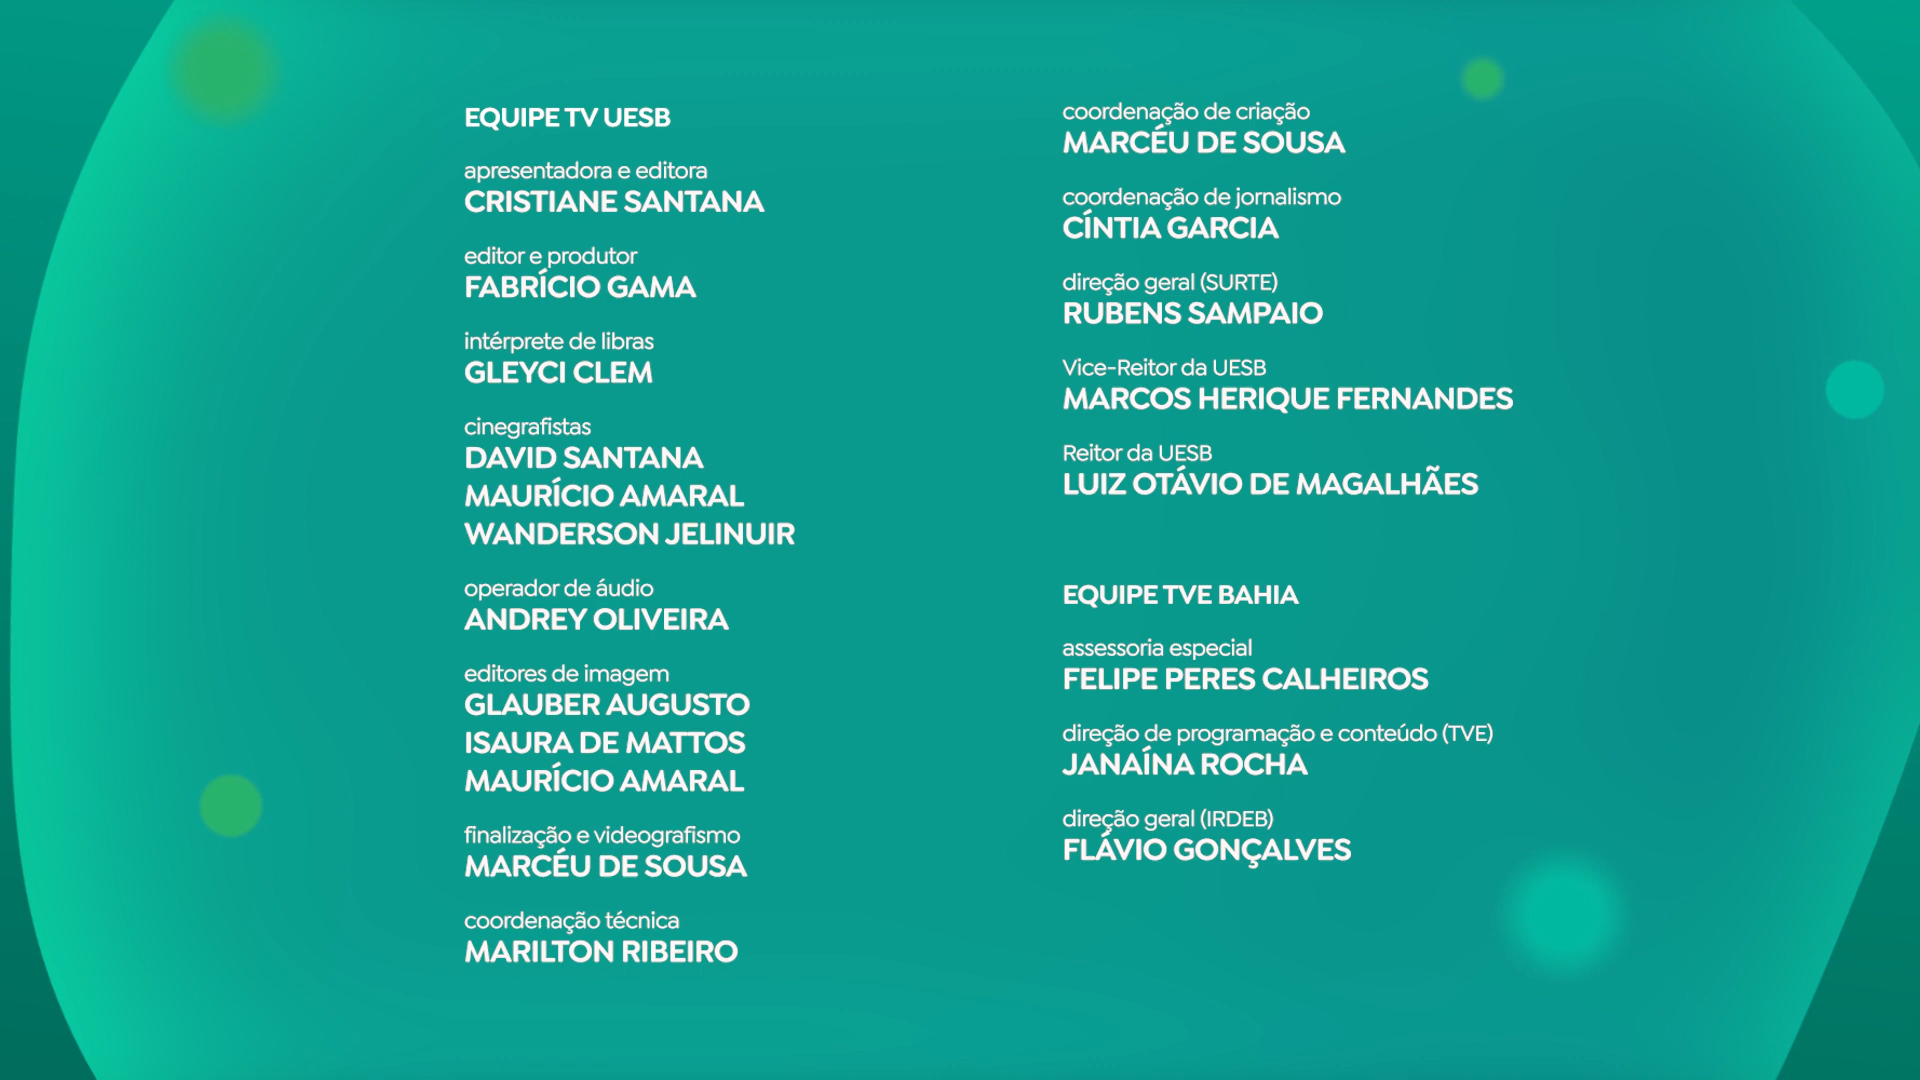 EQUIPE TV UESB
apresentadora e editora
CRISTIANE SANTANA
editor e produtor
FABRÍCIO GAMA
intérprete de libras
GLEYCI CLEM
cinegrafistas
DAVID SANTANA
MAURÍCIO AMARAL
WANDERSON JELINUIR
operador de áudio
ANDREY OLIVEIRA
editores de imagem
GLAUBER AUGUSTO
ISAURA DE MATTOS
MAURÍCIO AMARAL
finalização e videografismo
MARCÉU DE SOUSA
coordenação técnica
MARILTON RIBEIRO
coordenação de criação
MARCÉU DE SOUSA
coordenação de jornalismo
CÍNTIA GARCIA
direção geral (SURTE)
RUBENS SAMPAIO
Vice-Reitor da UESB
MARCOS HERIQUE FERNANDES
Reitor da UESB
LUIZ OTÁVIO DE MAGALHÃES
EQUIPE TVE BAHIA
assessoria especial
FELIPE PERES CALHEIROS
direção de programação e conteúdo (TVE)
JANAÍNA ROCHA
direção geral (IRDEB)
FLÁVIO GONÇALVES